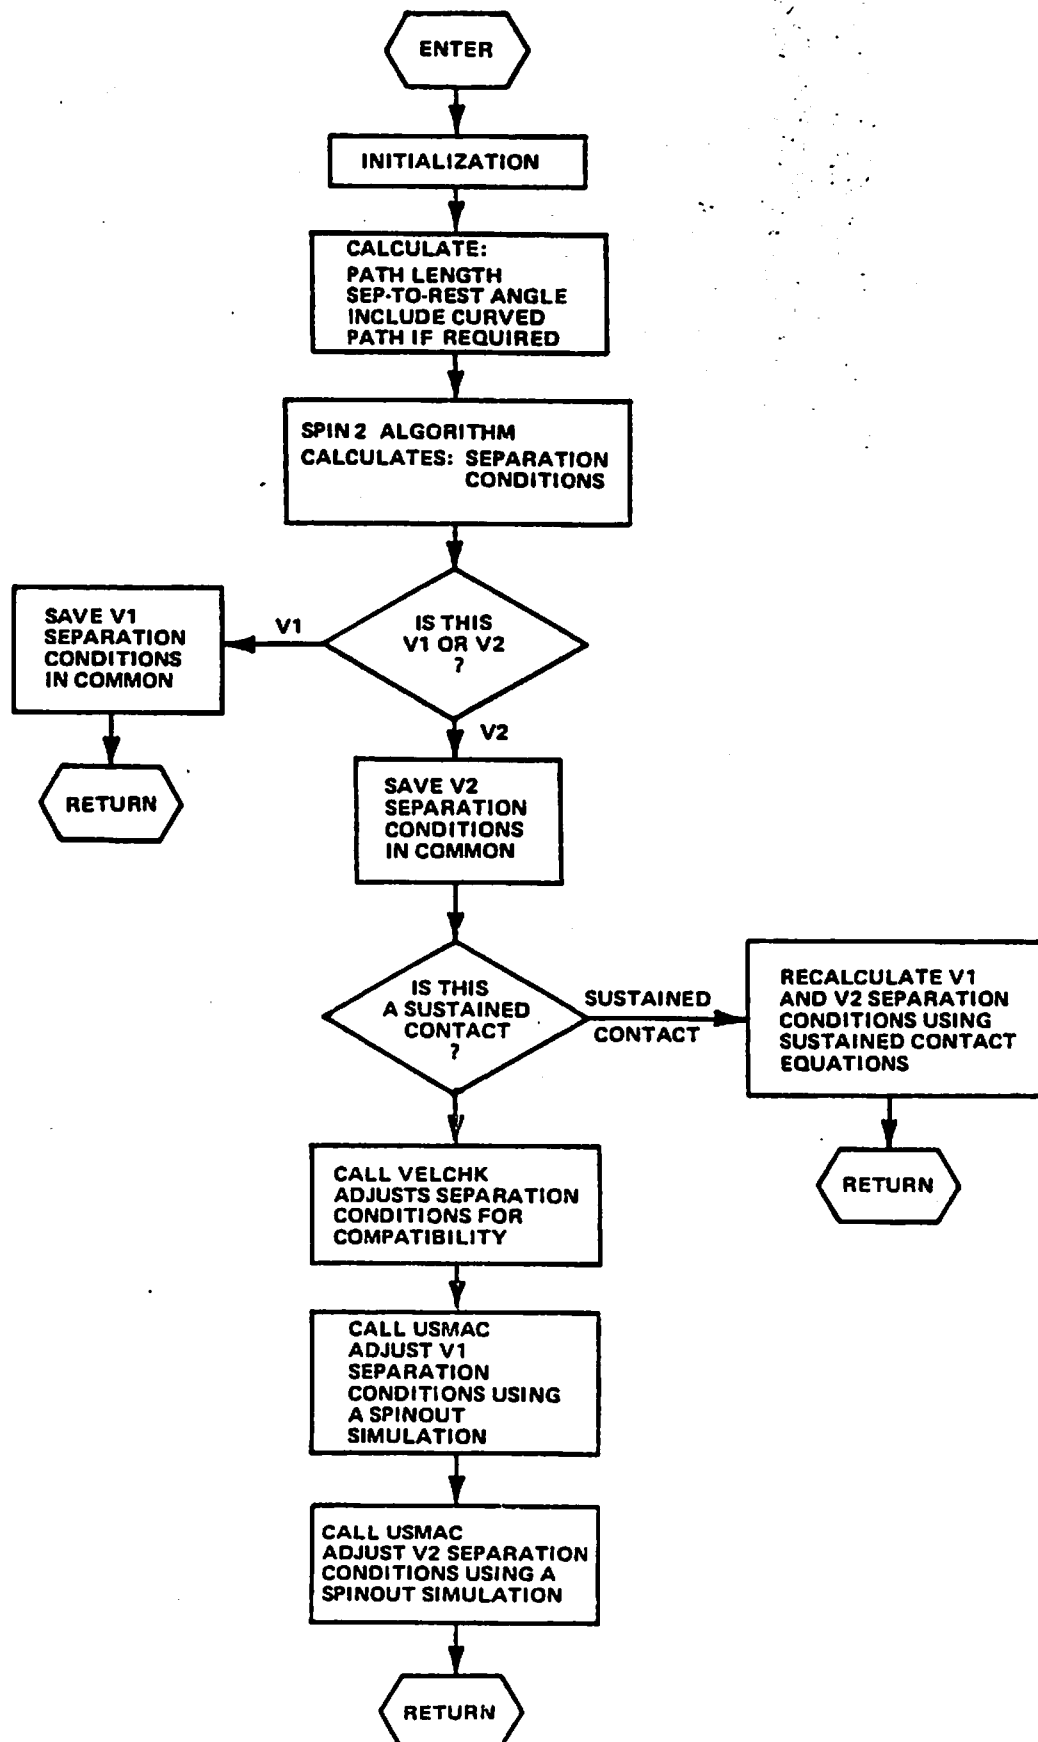 ENTER
INITIALIZATION
CALCULATE:
PATH LENGTH
SEP-TO-REST ANGLE
INCLUDE CURVED
PATH IF REQUIRED
SPIN 2 ALGORITHM
CALCULATES: SEPARATION
CONDITIONS
IS THIS
V1 OR V2
?
V1
SAVE V1
SEPARATION
CONDITIONS
IN COMMON
RETURN
V2
SAVE V2
SEPARATION
CONDITIONS
IN COMMON
IS THIS
A SUSTAINED
CONTACT
?
SUSTAINED
CONTACT
RECALCULATE V1
AND V2 SEPARATION
CONDITIONS USING
SUSTAINED CONTACT
EQUATIONS
RETURN
CALL VELCHK
ADJUSTS SEPARATION
CONDITIONS FOR
COMPATIBILITY
CALL USMAC
ADJUST V1
SEPARATION
CONDITIONS USING
A SPINOUT
SIMULATION
CALL USMAC
ADJUST V2 SEPARATION
CONDITIONS USING A
SPINOUT SIMULATION
RETURN